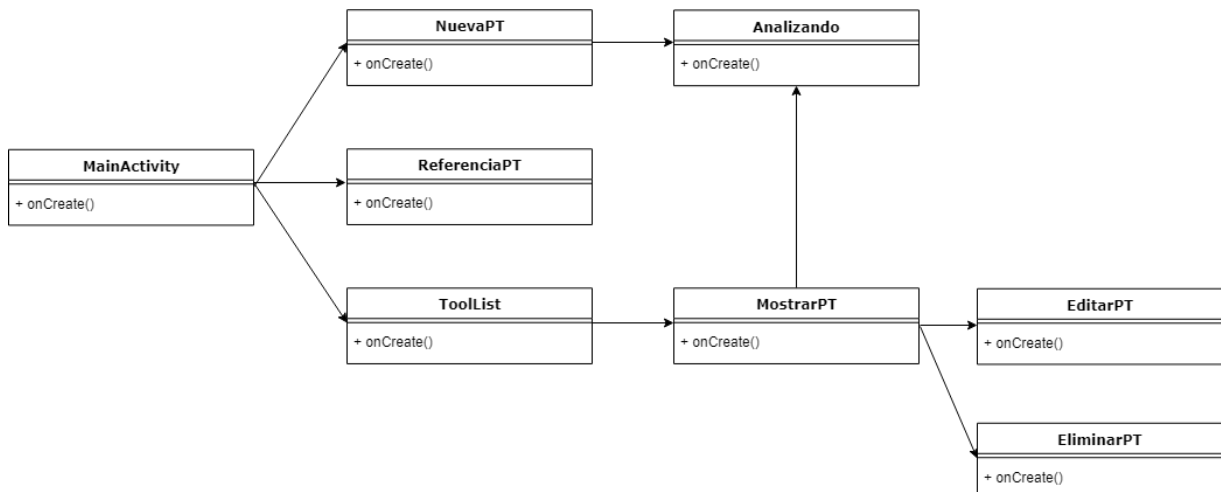 NuevaPT
+ onCreate()
Analizando
+ onCreate()
MainActivity
+ onCreate()
ReferenciaPT
+ onCreate()
ToolList
+ onCreate()
MostrarPT
+ onCreate()
EditarPT
+ onCreate()
EliminarPT
+ onCreate()